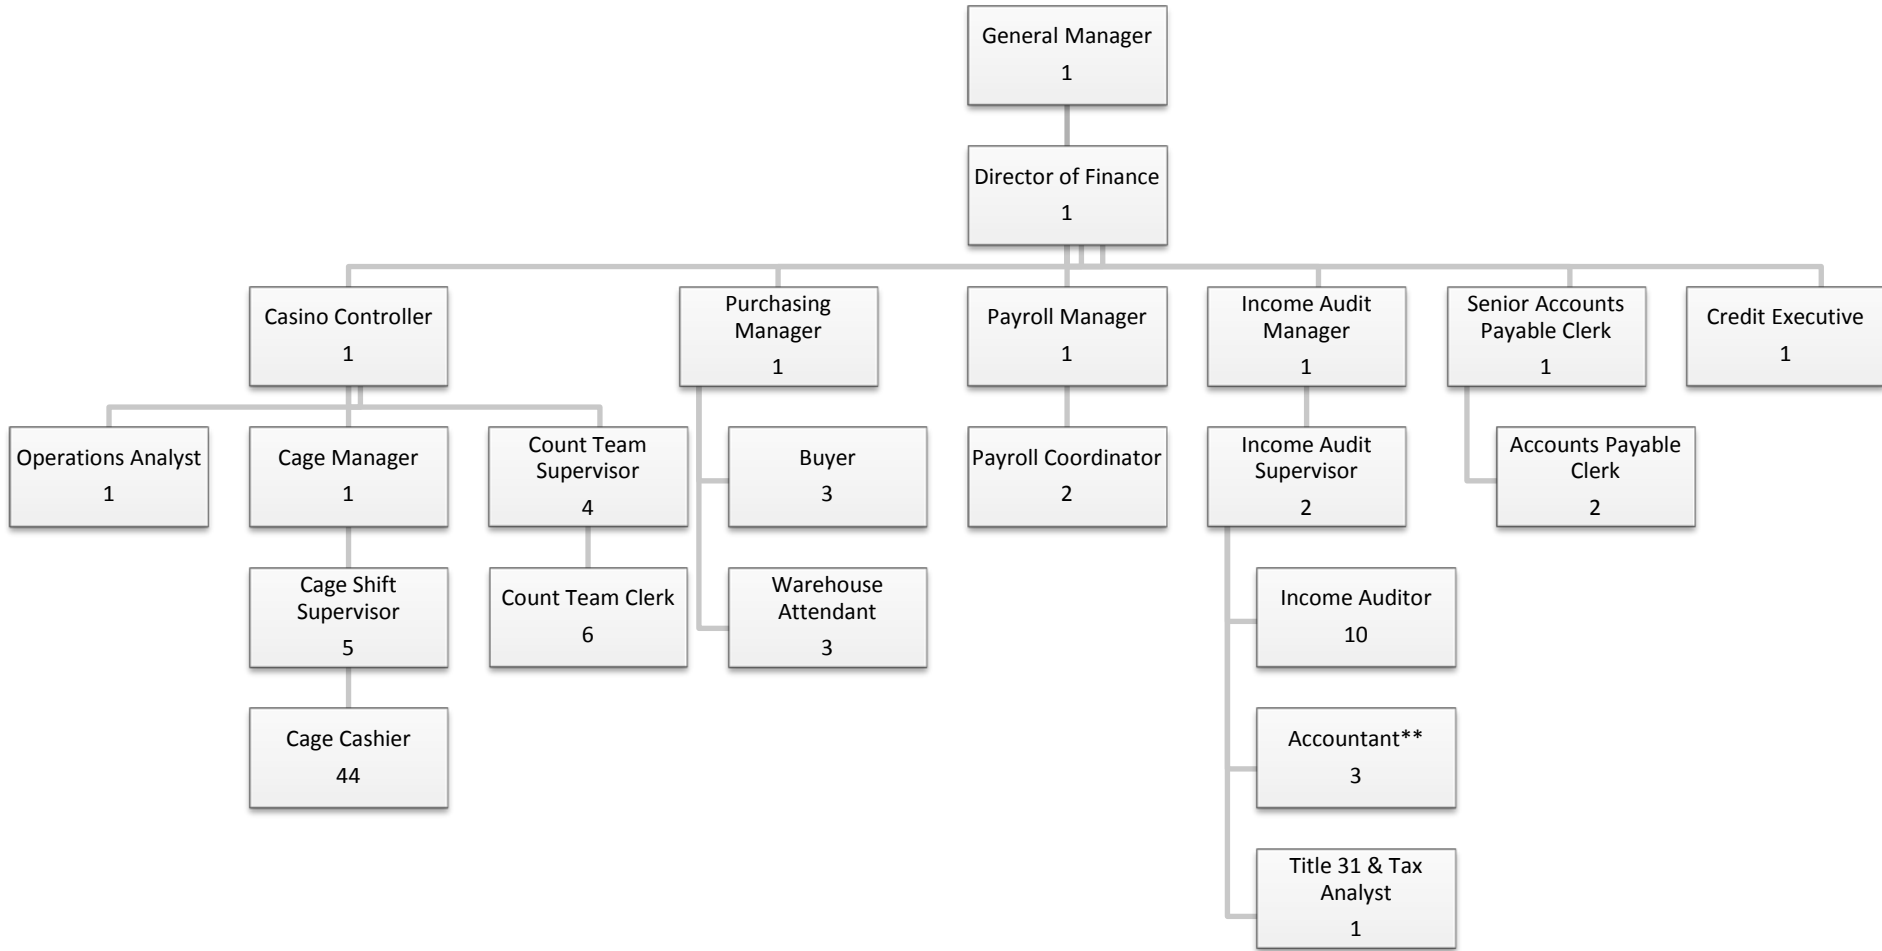 General Manager
1
Director of Finance
1
Casino Controller
1
Purchasing
Manager
1
Payroll Manager
1
Income Audit
Manager
1
Senior Accounts
Payable Clerk
1
Credit Executive
1
Operations Analyst
1
Cage Manager
1
Count Team
Supervisor
4
Buyer
3
Payroll Coordinator
2
Income Audit
Supervisor
2
Accounts Payable
Clerk
2
Cage Shift
Supervisor
5
Count Team Clerk
6
Warehouse
Attendant
3
Income Auditor
10
Cage Cashier
44
Accountant**
3
Title 31 & Tax
Analyst
1